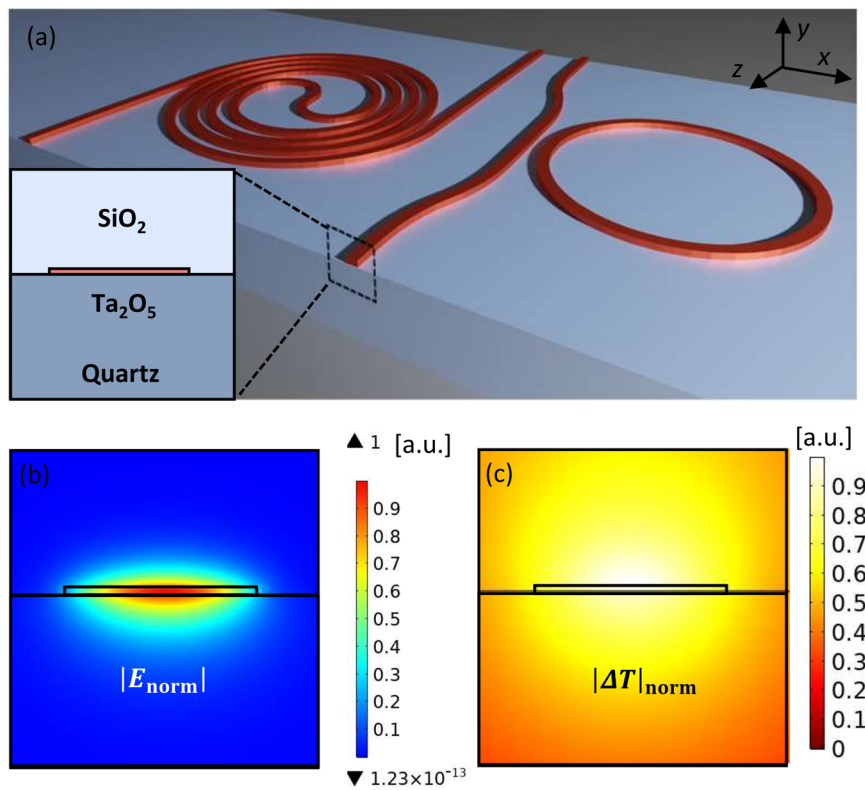 (a)
y
x
z
SiO₂
Ta₂O₅
Quartz
(b)
▲ 1 [a.u.]
0.9
0.8
0.7
0.6
0.5
0.4
0.3
0.2
0.1
▼ 1.23×10⁻¹³
|E_norm|
(c)
[a.u.]
0.9
0.8
0.7
0.6
0.5
0.4
0.3
0.2
0.1
0
|ΔT|_norm